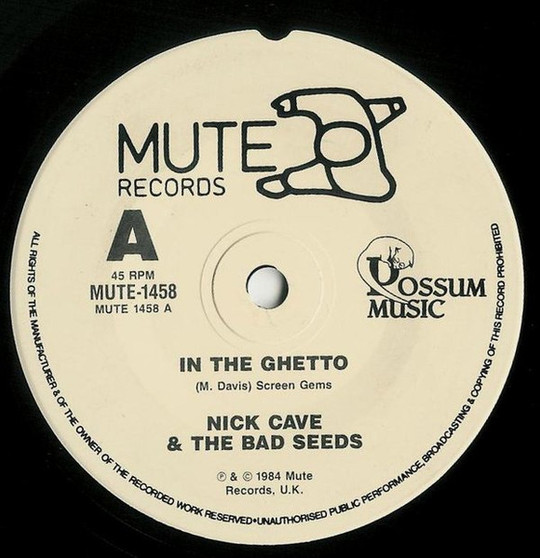 MUTE
RECORDS
A
45 RPM
MUTE-1458
MUTE 1458 A
POSSUM
MUSIC
IN THE GHETTO
(M. Davis) Screen Gems
NICK CAVE
& THE BAD SEEDS
Ⓟ & © 1984 Mute
Records, U.K.
ALL RIGHTS OF THE MANUFACTURER & OF THE OWNER OF THE RECORDED WORK RESERVED•UNAUTHORISED PUBLIC PERFORMANCE, BROADCASTING & COPYING OF THIS RECORD PROHIBITED